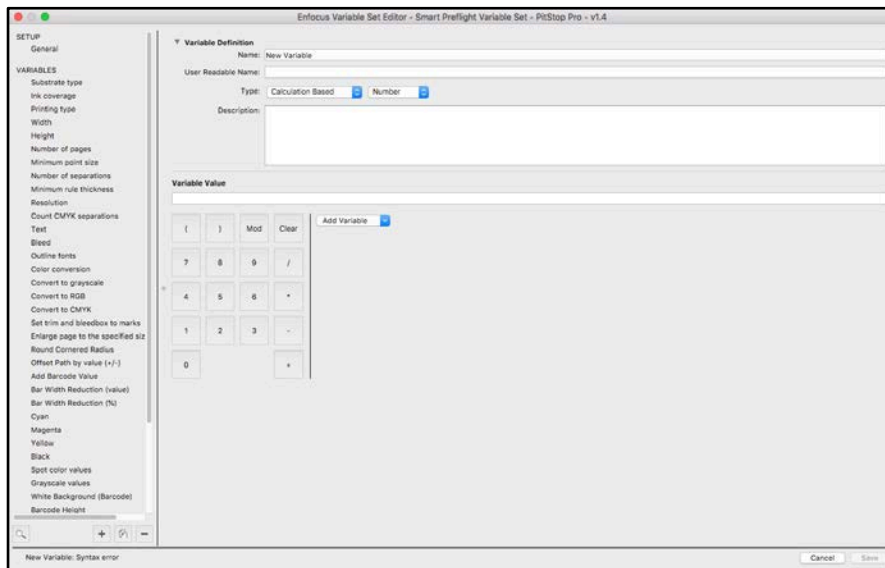 Enfocus Variable Set Editor - Smart Preflight Variable Set - PitStop Pro - v1.4
SETUP
General
VARIABLES
Substrate type
Ink coverage
Printing type
Width
Height
Number of pages
Minimum point size
Number of separations
Minimum rule thickness
Resolution
Count CMYK separations
Text
Bleed
Outline fonts
Color conversion
Convert to grayscale
Convert to RGB
Convert to CMYK
Set trim and bleedbox to marks
Enlarge page to the specified siz
Round Cornered Radius
Offset Path by value (+/-)
Add Barcode Value
Bar Width Reduction (value)
Bar Width Reduction (%)
Cyan
Magenta
Yellow
Black
Spot color values
Grayscale values
White Background (Barcode)
Barcode Height
Variable Definition
Name: New Variable
User Readable Name:
Type: Calculation Based Number
Description:
Variable Value
( ) Mod Clear Add Variable
7 8 9 /
4 5 6 *
1 2 3 -
0 +
New Variable: Syntax error
Cancel Save